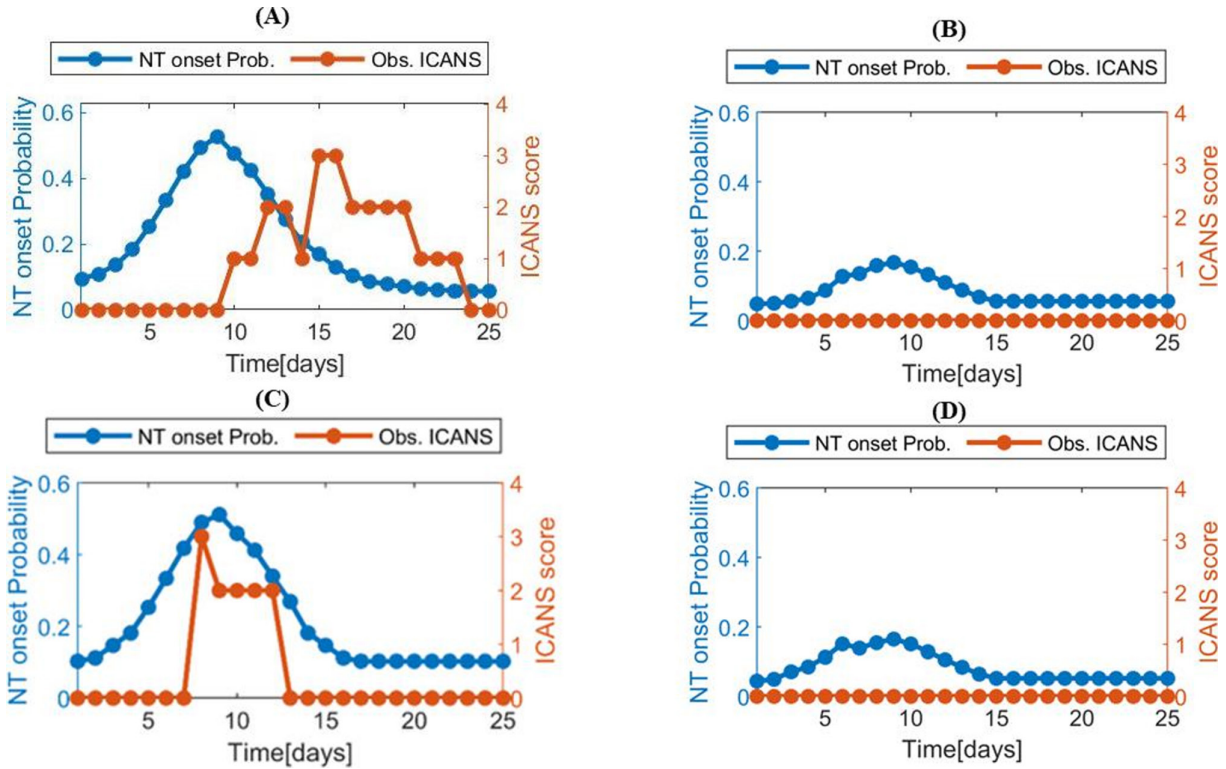 (A)
NT onset Prob. Obs. ICANS
NT onset Probability
0.6
0.4
0.2
0
4
3
2
1
0
ICANS score
5 10 15 20 25
Time[days]
(B)
NT onset Prob. Obs. ICANS
NT onset Probability
0.6
0.4
0.2
0
4
3
2
1
0
ICANS score
5 10 15 20 25
Time[days]
(C)
NT onset Prob. Obs. ICANS
NT onset Probability
0.6
0.4
0.2
0
4
3
2
1
0
ICANS score
5 10 15 20 25
Time[days]
(D)
NT onset Prob. Obs. ICANS
NT onset Probability
0.6
0.4
0.2
0
4
3
2
1
0
ICANS score
5 10 15 20 25
Time[days]